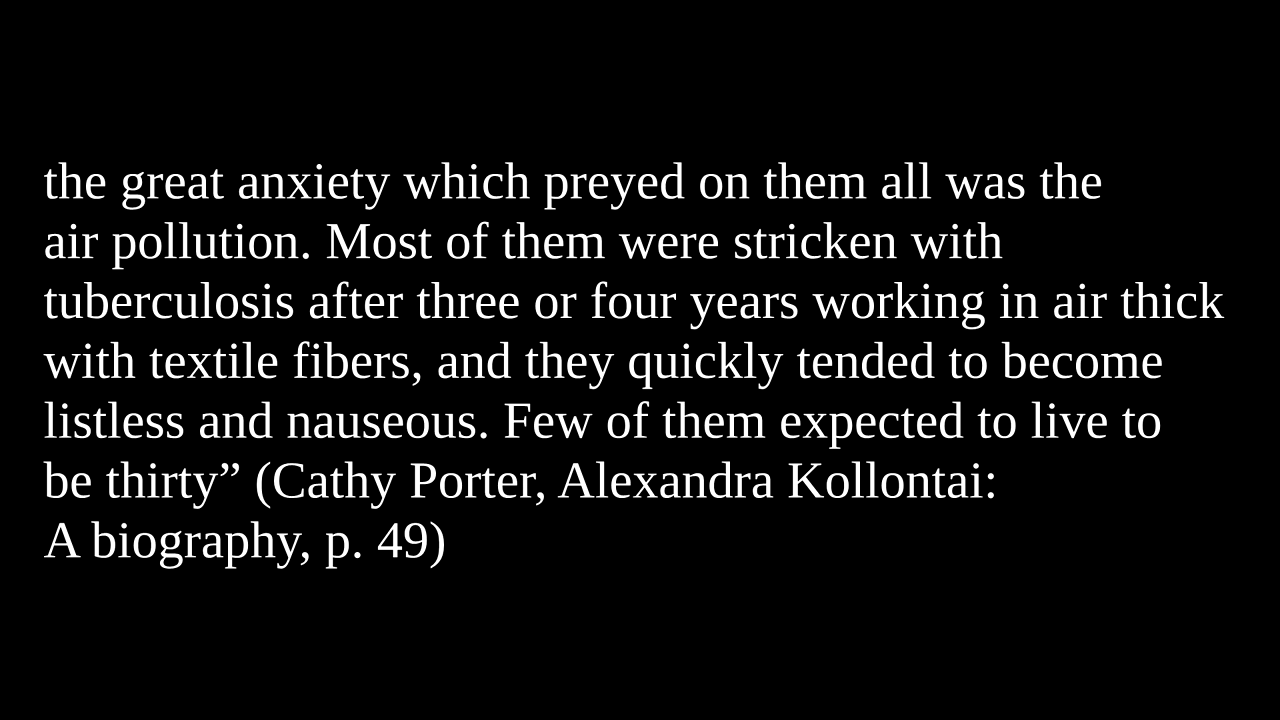 the great anxiety which preyed on them all was the
air pollution. Most of them were stricken with
tuberculosis after three or four years working in air thick
with textile fibers, and they quickly tended to become
listless and nauseous. Few of them expected to live to
be thirty” (Cathy Porter, Alexandra Kollontai:
A biography, p. 49)